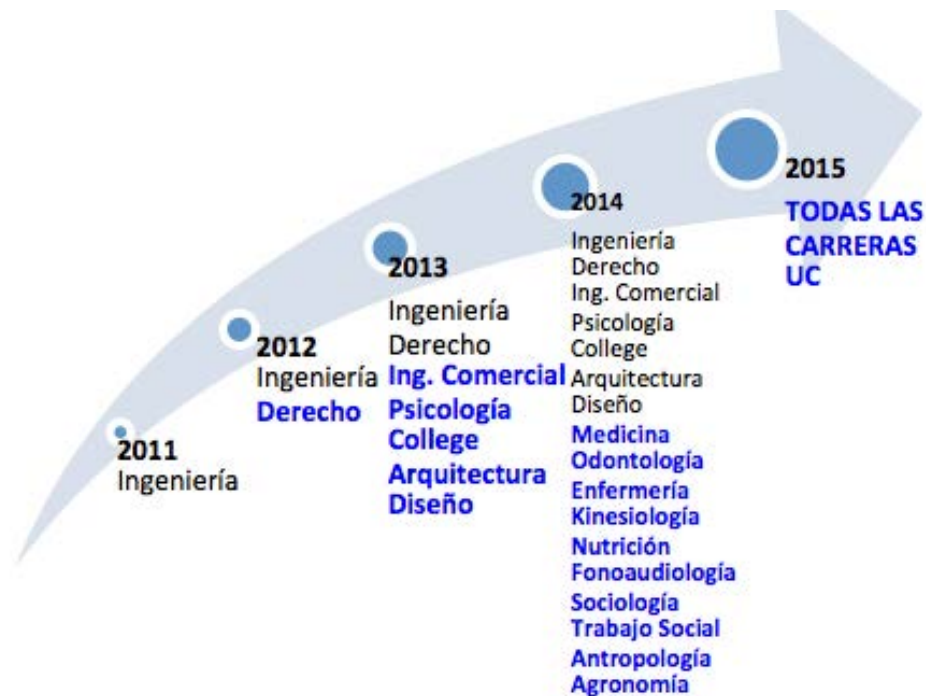 2011
Ingeniería
2012
Ingeniería
Derecho
2013
Ingeniería
Derecho
Ing. Comercial
Psicología
College
Arquitectura
Diseño
2014
Ingeniería
Derecho
Ing. Comercial
Psicología
College
Arquitectura
Diseño
Medicina
Odontología
Enfermería
Kinesiología
Nutrición
Fonoaudiología
Sociología
Trabajo Social
Antropología
Agronomía
2015
TODAS LAS
CARRERAS
UC